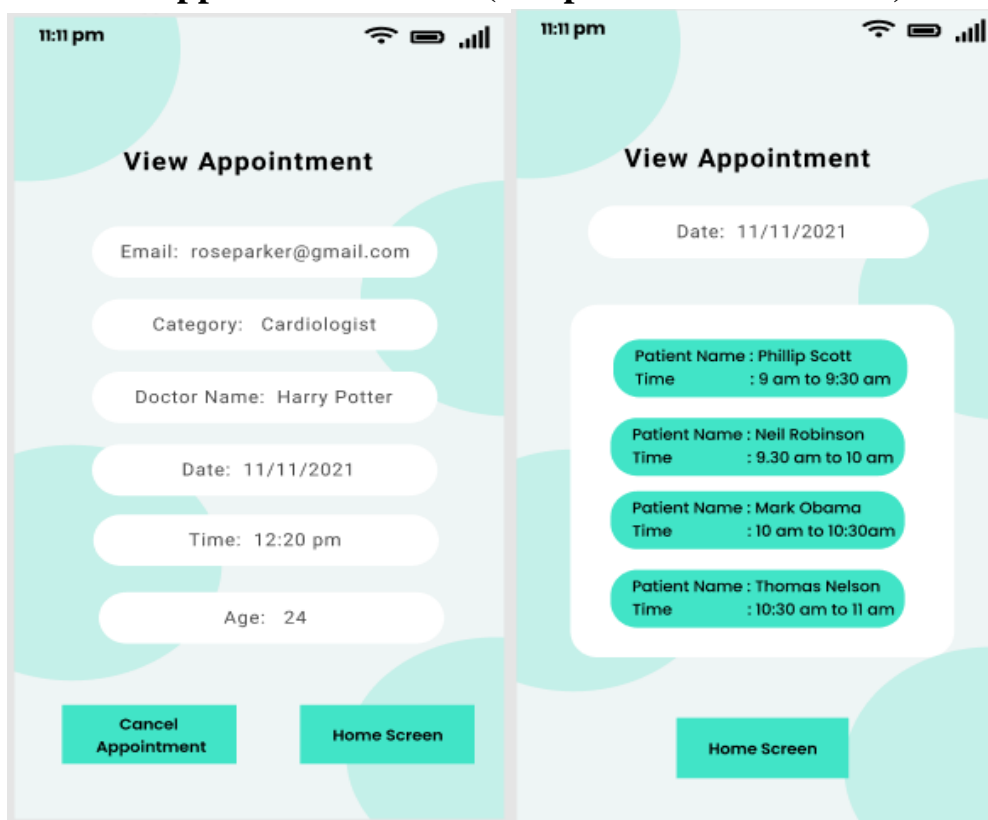 11:11 pm
View Appointment
Email: roseparker@gmail.com
Category: Cardiologist
Doctor Name: Harry Potter
Date: 11/11/2021
Time: 12:20 pm
Age: 24
Cancel
Appointment
Home Screen
11:11 pm
View Appointment
Date: 11/11/2021
Patient Name : Phillip Scott
Time : 9 am to 9:30 am
Patient Name : Neil Robinson
Time : 9.30 am to 10 am
Patient Name : Mark Obama
Time : 10 am to 10:30am
Patient Name : Thomas Nelson
Time : 10:30 am to 11 am
Home Screen